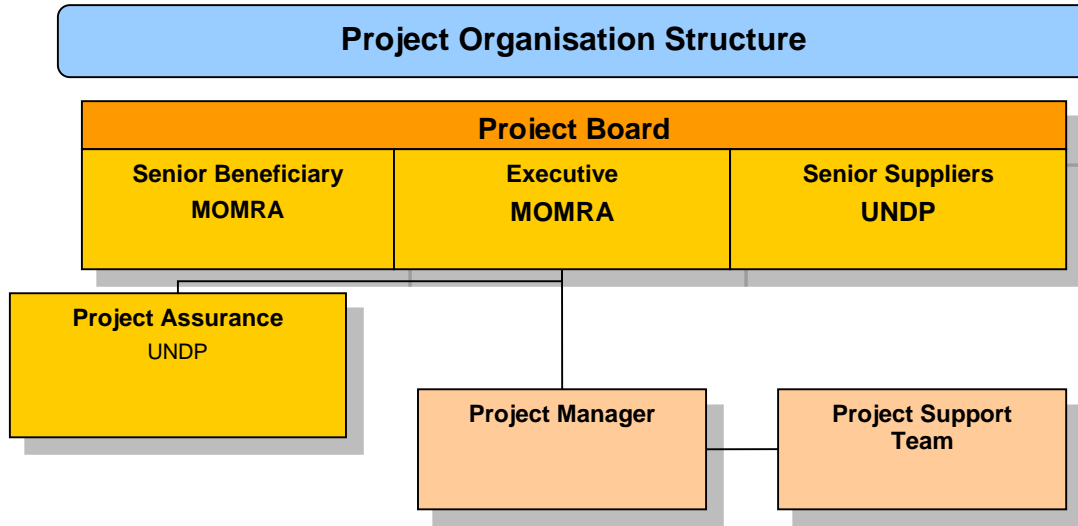 Project Organisation Structure
Project Board
Senior Beneficiary
MOMRA
Executive
MOMRA
Senior Suppliers
UNDP
Project Assurance
UNDP
Project Manager
Project Support
Team